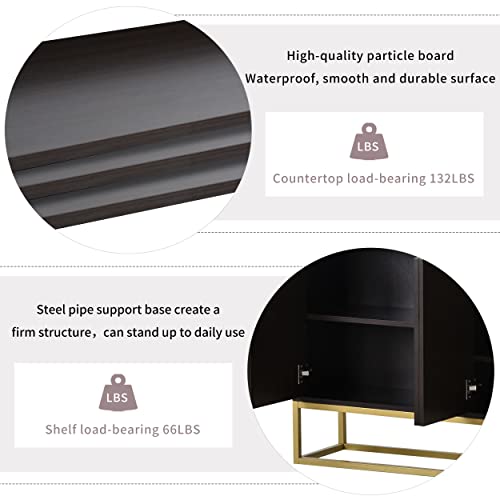 High-quality particle board
Waterproof, smooth and durable surface
LBS
Countertop load-bearing 132LBS
Steel pipe support base create a
firm structure，can stand up to daily use
LBS
Shelf load-bearing 66LBS